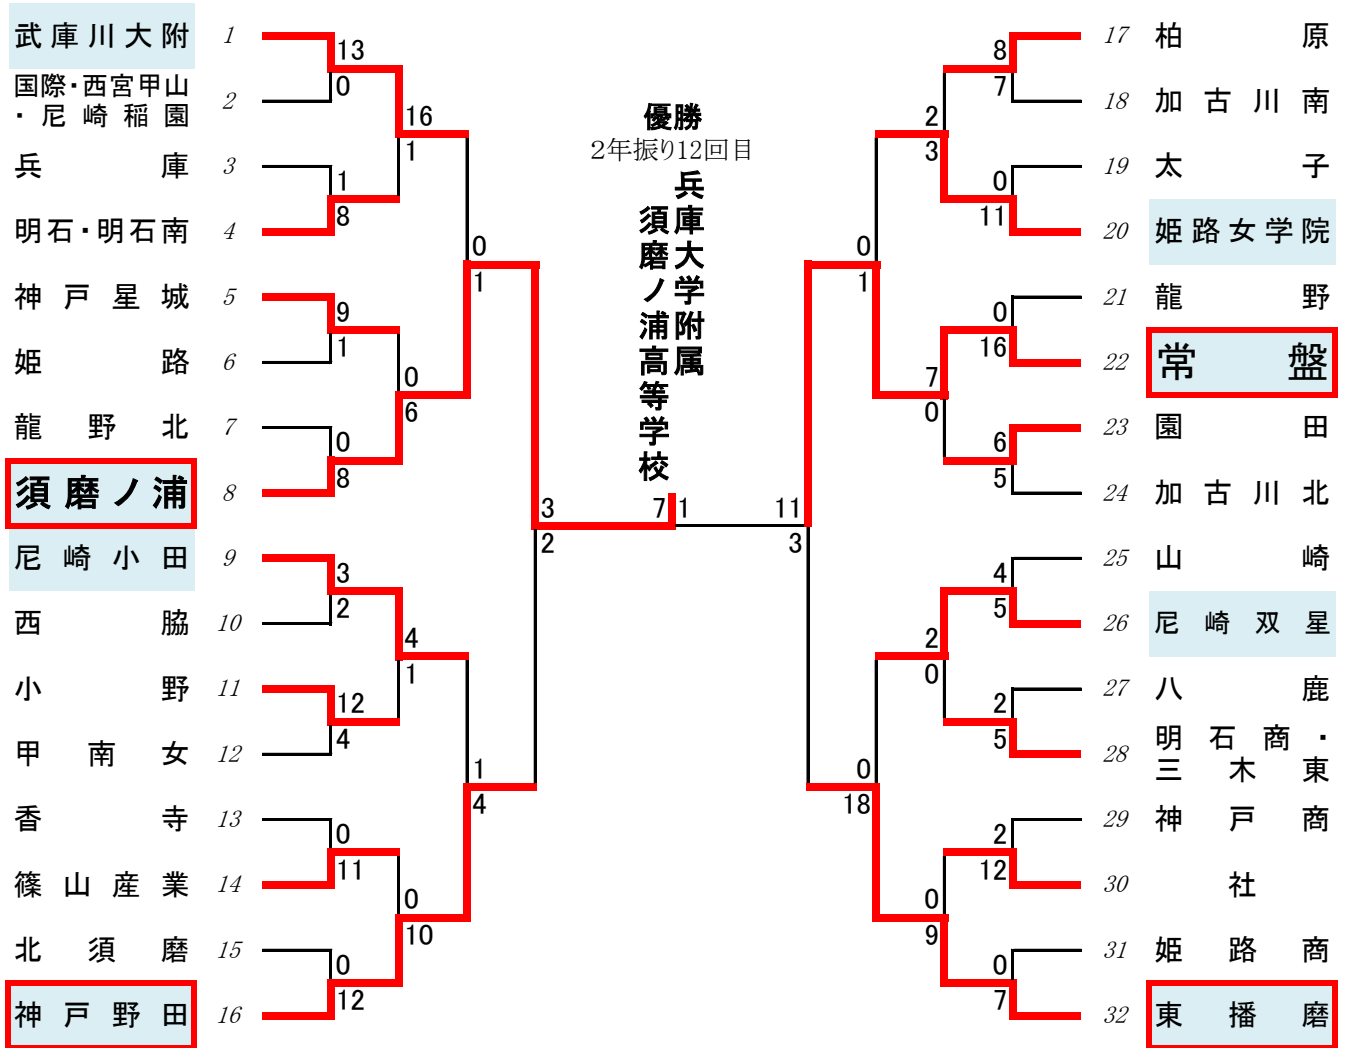 武庫川大附 1
国際・西宮甲山
・尼崎稲園 2
兵庫 3
明石・明石南 4
神戸星城 5
姫路 6
龍野北 7
須磨ノ浦 8
尼崎小田 9
西脇 10
小野 11
甲南女 12
香寺 13
篠山産業 14
北須磨 15
神戸野田 16
13
0
1
8
9
1
0
8
3
2
12
4
0
11
0
12
16
1
0
6
4
1
0
10
0
1
1
4
3
2
優勝
2年振り12回目
兵庫大学附属
須磨ノ浦高等学校
7 1
11
3
0
1
0
18
2
3
7
0
2
0
0
9
8
7
0
11
0
16
6
5
4
5
2
5
2
12
0
7
17 柏原
18 加古川南
19 太子
20 姫路女学院
21 龍野
22 常盤
23 園田
24 加古川北
25 山崎
26 尼崎双星
27 八鹿
28 明石商・
三木東
29 神戸商
30 社
31 姫路商
32 東播磨